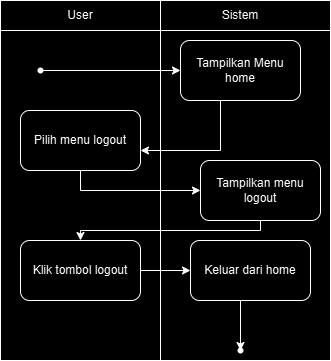 User
Sistem
Tampilkan Menu
home
Pilih menu logout
Tampilkan menu
logout
Klik tombol logout
Keluar dari home